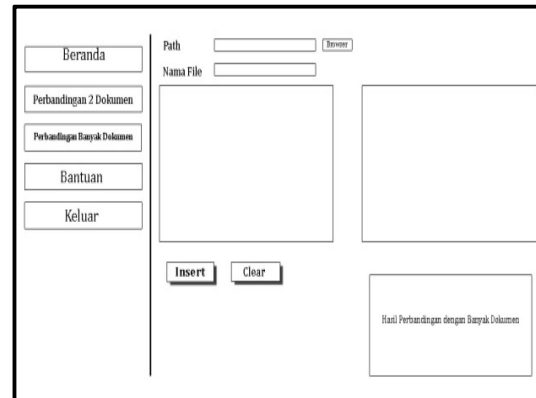 Beranda
Perbandingan 2 Dokumen
Perbandingan Banyak Dokumen
Bantuan
Keluar
Path
Browser
Nama File
Insert
Clear
Hasil Perbandingan dengan Banyak Dokumen